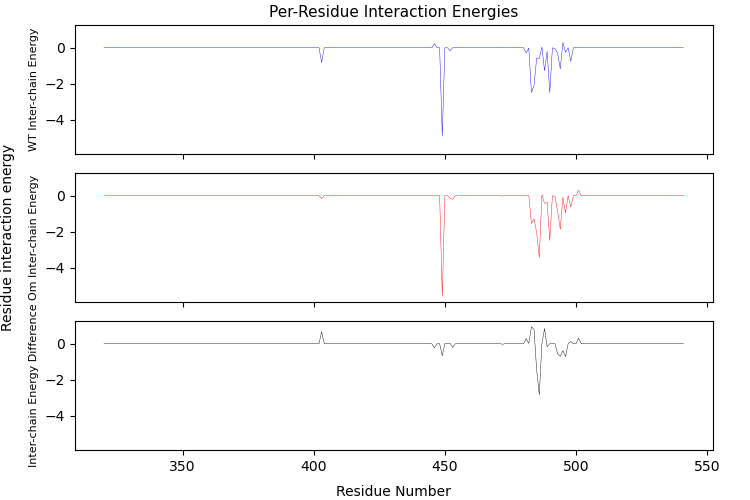 Per-Residue Interaction Energies
Residue interaction energy
WT Inter-chain Energy
0
−2
−4
Om Inter-chain Energy
0
−2
−4
Inter-chain Energy Difference
0
−2
−4
350 400 450 500 550
Residue Number